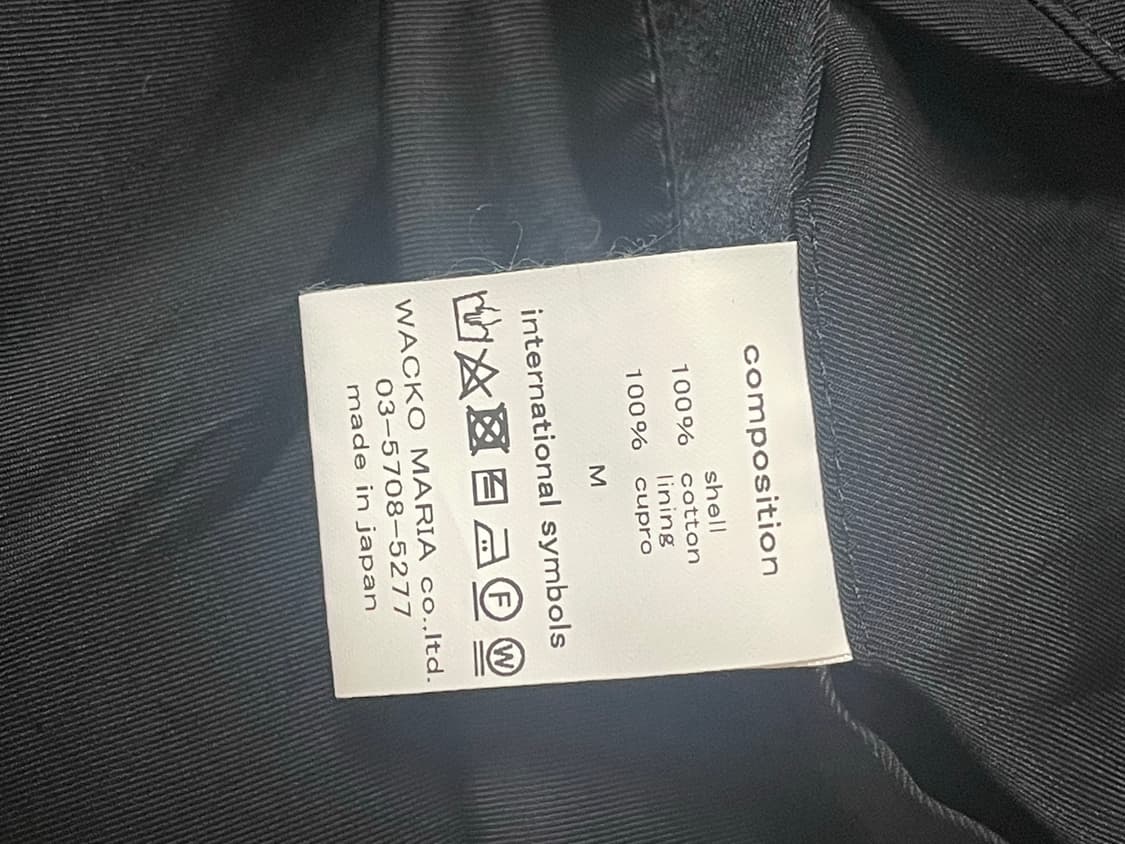 composition
shell
100% cotton
lining
100% cupro
M
international symbols
F W
WACKO MARIA co.,ltd.
03-5708-5277
made in japan